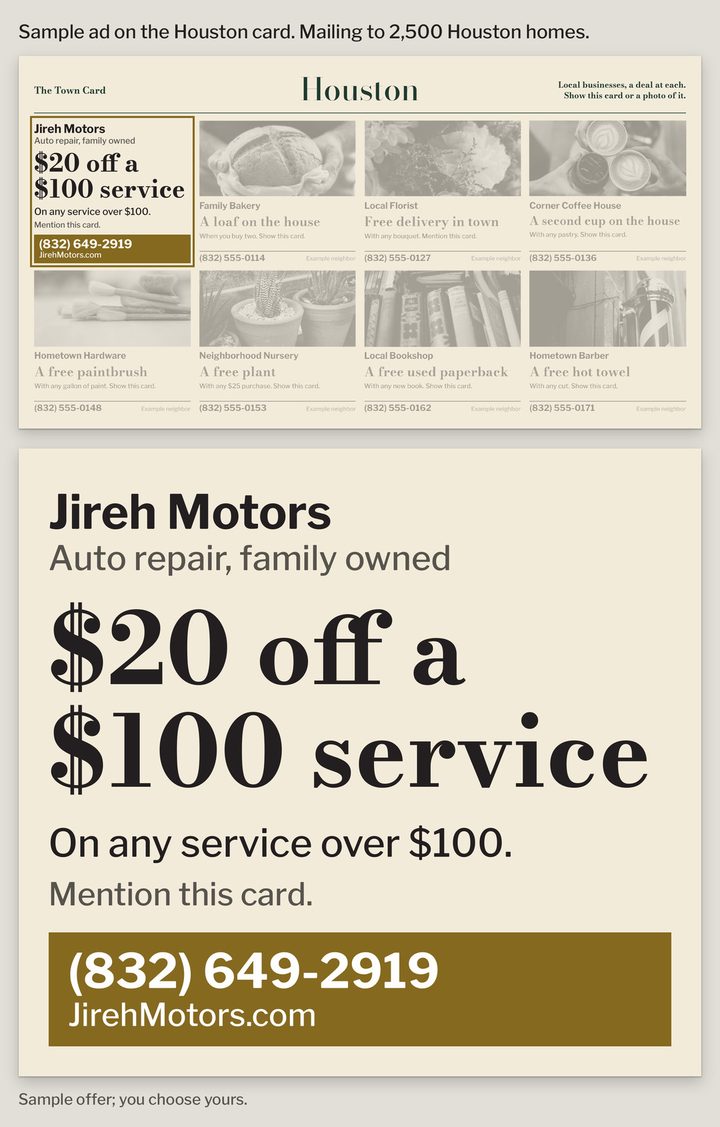 Sample ad on the Houston card. Mailing to 2,500 Houston homes.
The Town Card
Houston
Local businesses, a deal at each.
Show this card or a photo of it.
Jireh Motors
Auto repair, family owned
$20 off a
$100 service
On any service over $100.
Mention this card.
(832) 649-2919
JirehMotors.com
Family Bakery
A loaf on the house
When you buy two. Show this card.
(832) 555-0114 Example neighbor
Local Florist
Free delivery in town
With any bouquet. Mention this card.
(832) 555-0127 Example neighbor
Corner Coffee House
A second cup on the house
With any pastry. Show this card.
(832) 555-0136 Example neighbor
Hometown Hardware
A free paintbrush
With any gallon of paint. Show this card.
(832) 555-0148 Example neighbor
Neighborhood Nursery
A free plant
With any $25 purchase. Show this card.
(832) 555-0153 Example neighbor
Local Bookshop
A free used paperback
With any new book. Show this card.
(832) 555-0162 Example neighbor
Hometown Barber
A free hot towel
With any cut. Show this card.
(832) 555-0171 Example neighbor
Jireh Motors
Auto repair, family owned
$20 off a
$100 service
On any service over $100.
Mention this card.
(832) 649-2919
JirehMotors.com
Sample offer; you choose yours.